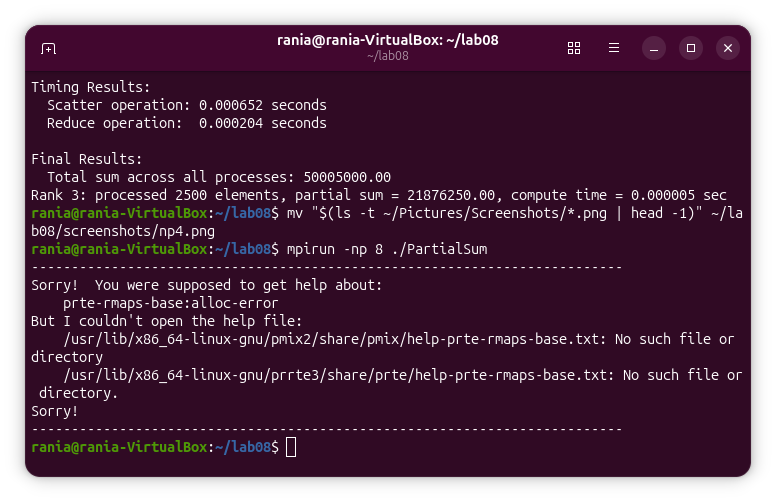 rania@rania-VirtualBox: ~/lab08
~/lab08
Timing Results:
  Scatter operation: 0.000652 seconds
  Reduce operation:  0.000204 seconds
Final Results:
  Total sum across all processes: 50005000.00
Rank 3: processed 2500 elements, partial sum = 21876250.00, compute time = 0.000005 sec
rania@rania-VirtualBox:~/lab08$ mv "$(ls -t ~/Pictures/Screenshots/*.png | head -1)" ~/la
b08/screenshots/np4.png
rania@rania-VirtualBox:~/lab08$ mpirun -np 8 ./PartialSum
--------------------------------------------------------------------------
Sorry!  You were supposed to get help about:
    prte-rmaps-base:alloc-error
But I couldn't open the help file:
    /usr/lib/x86_64-linux-gnu/pmix2/share/pmix/help-prte-rmaps-base.txt: No such file or
directory
    /usr/lib/x86_64-linux-gnu/prrte3/share/prte/help-prte-rmaps-base.txt: No such file or
 directory.
Sorry!
--------------------------------------------------------------------------
rania@rania-VirtualBox:~/lab08$